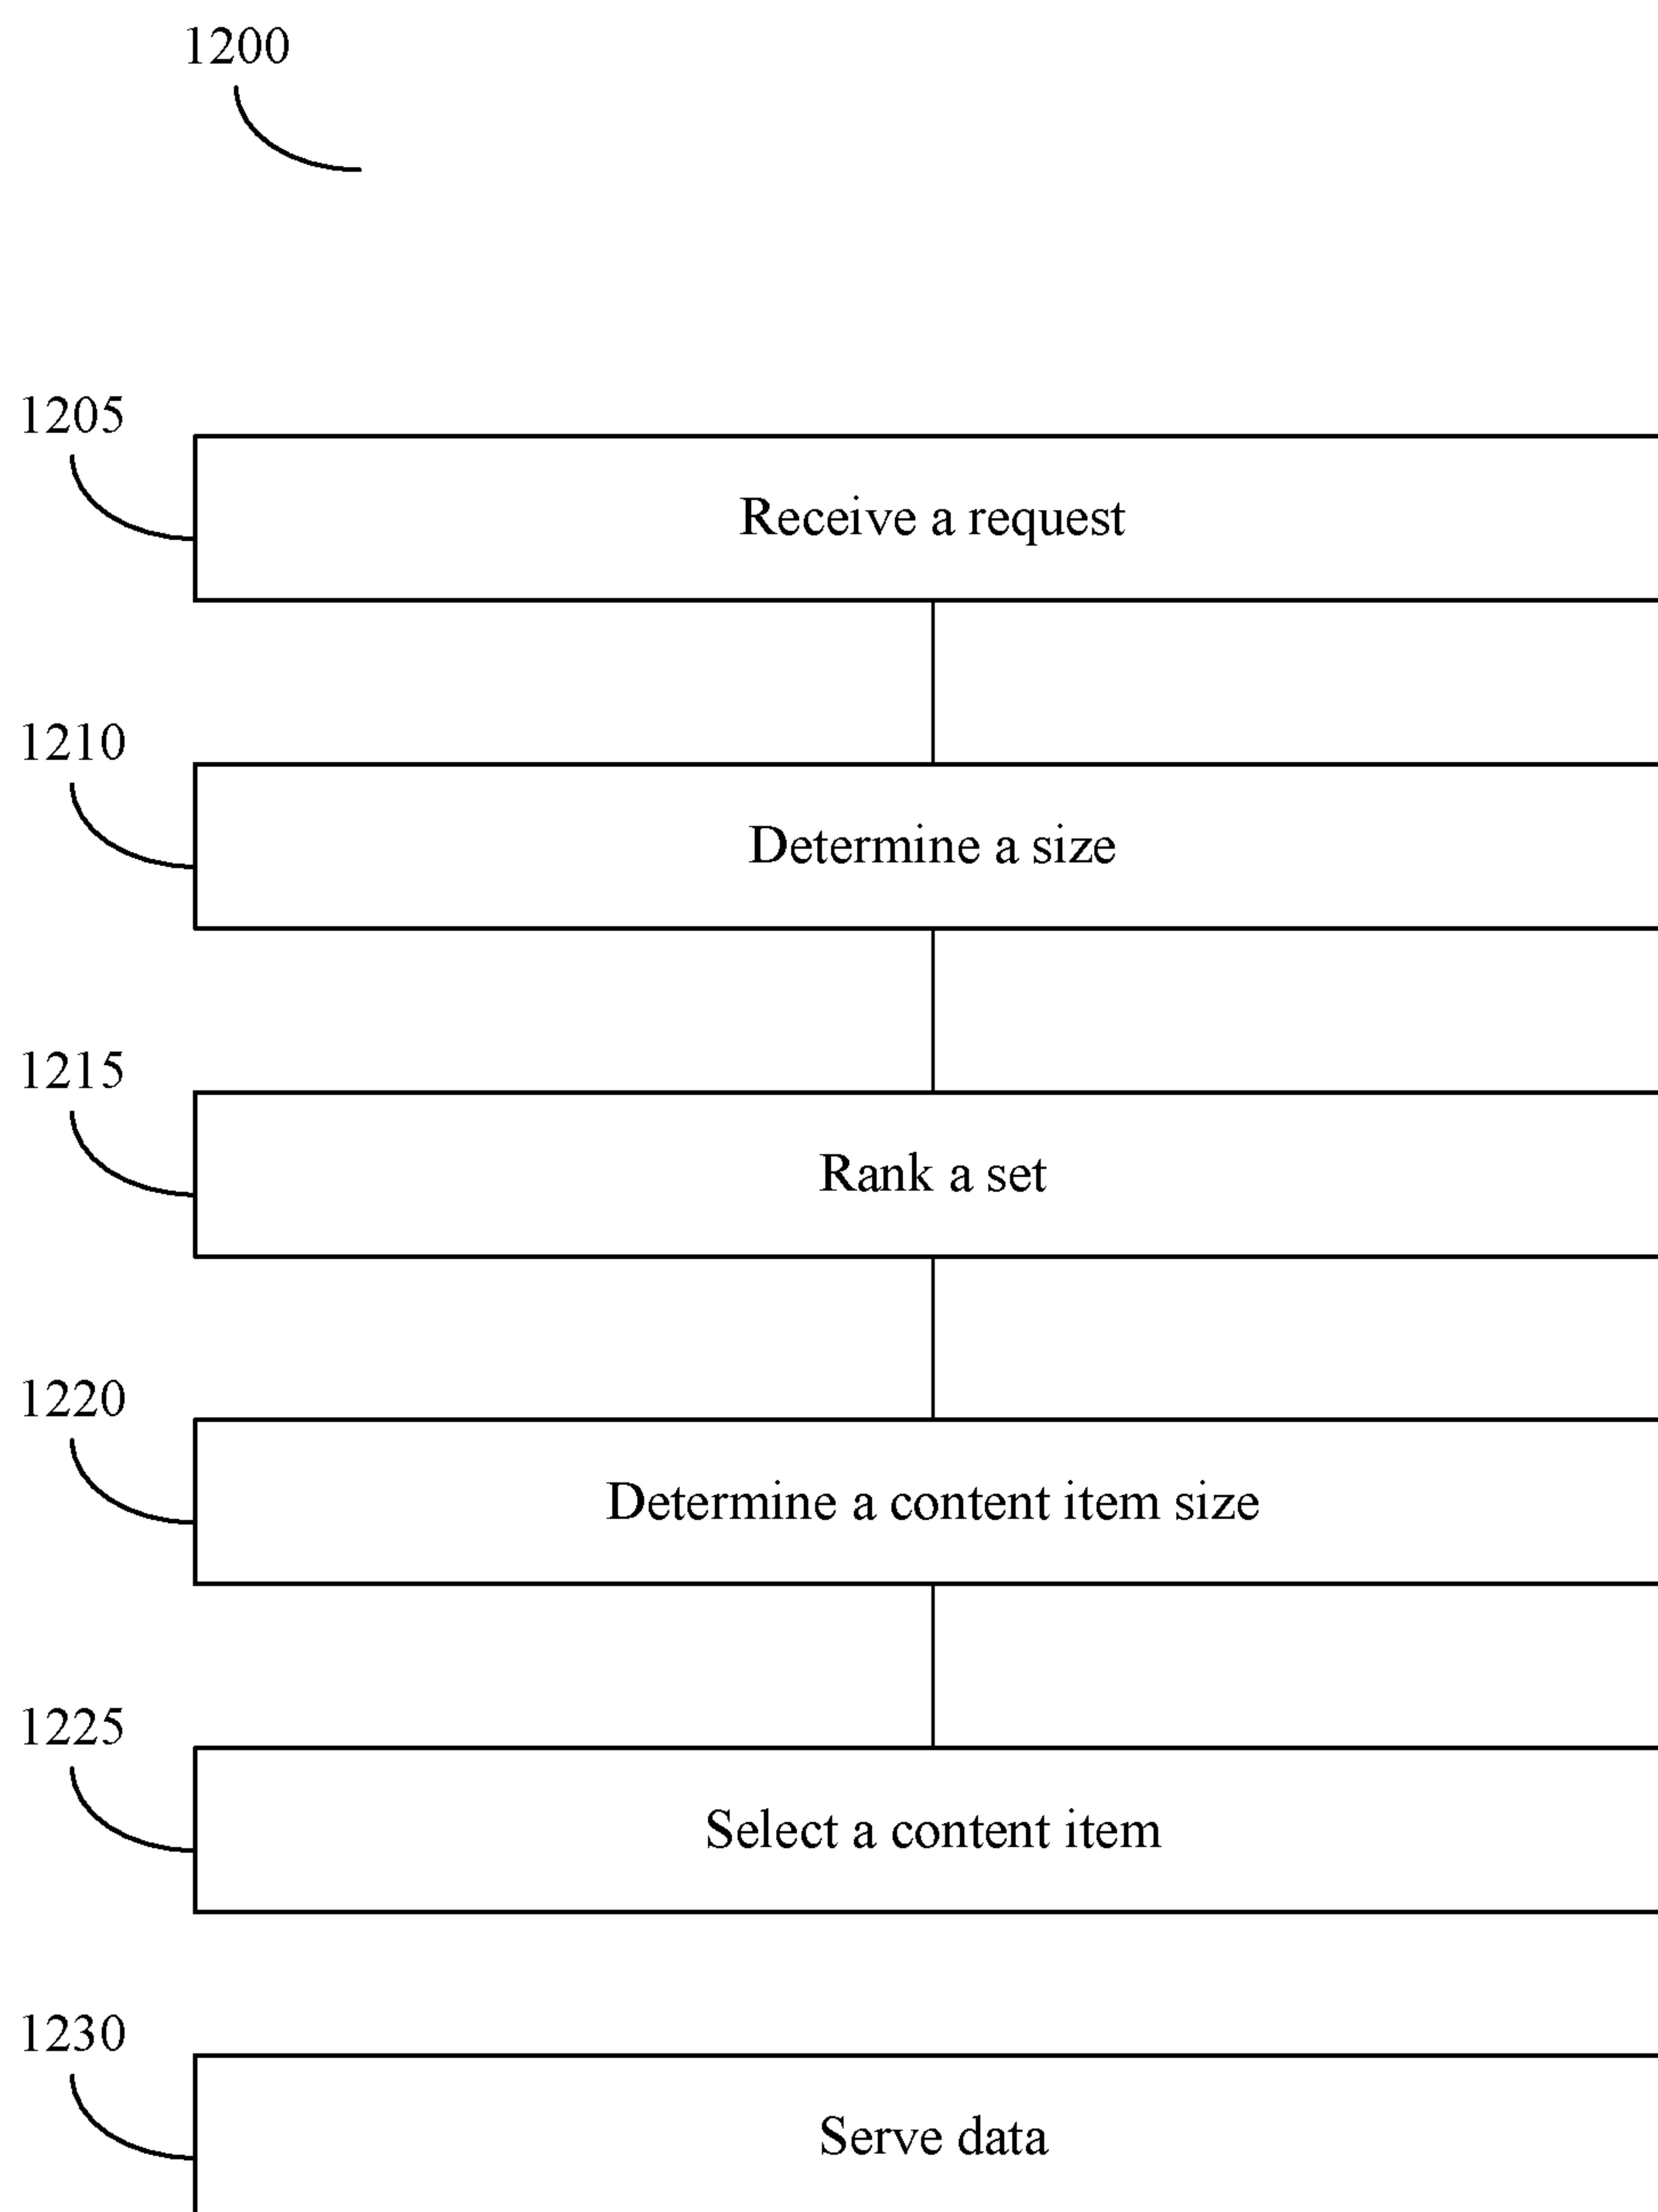 1200
1205
Receive a request
1210
Determine a size
1215
Rank a set
1220
Determine a content item size
1225
Select a content item
1230
Serve data